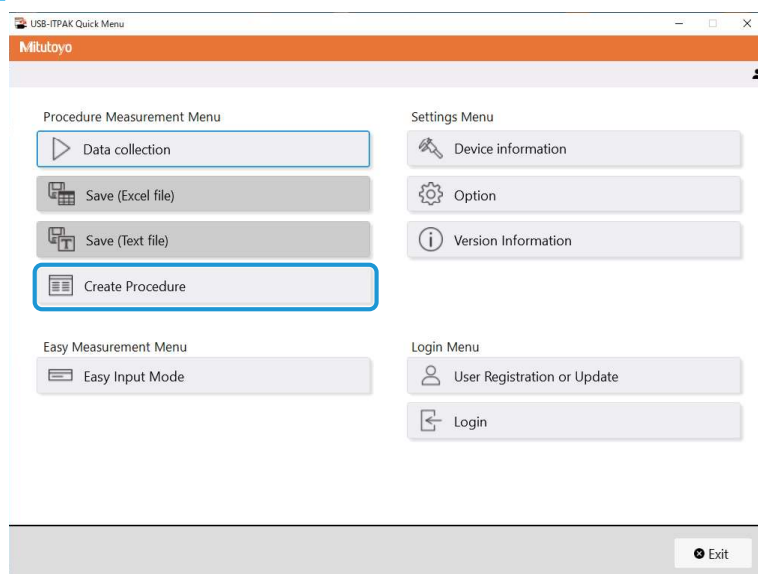 USB-ITPAK Quick Menu
Mitutoyo
Procedure Measurement Menu
Data collection
Save (Excel file)
Save (Text file)
Create Procedure
Easy Measurement Menu
Easy Input Mode
Settings Menu
Device information
Option
Version Information
Login Menu
User Registration or Update
Login
Exit